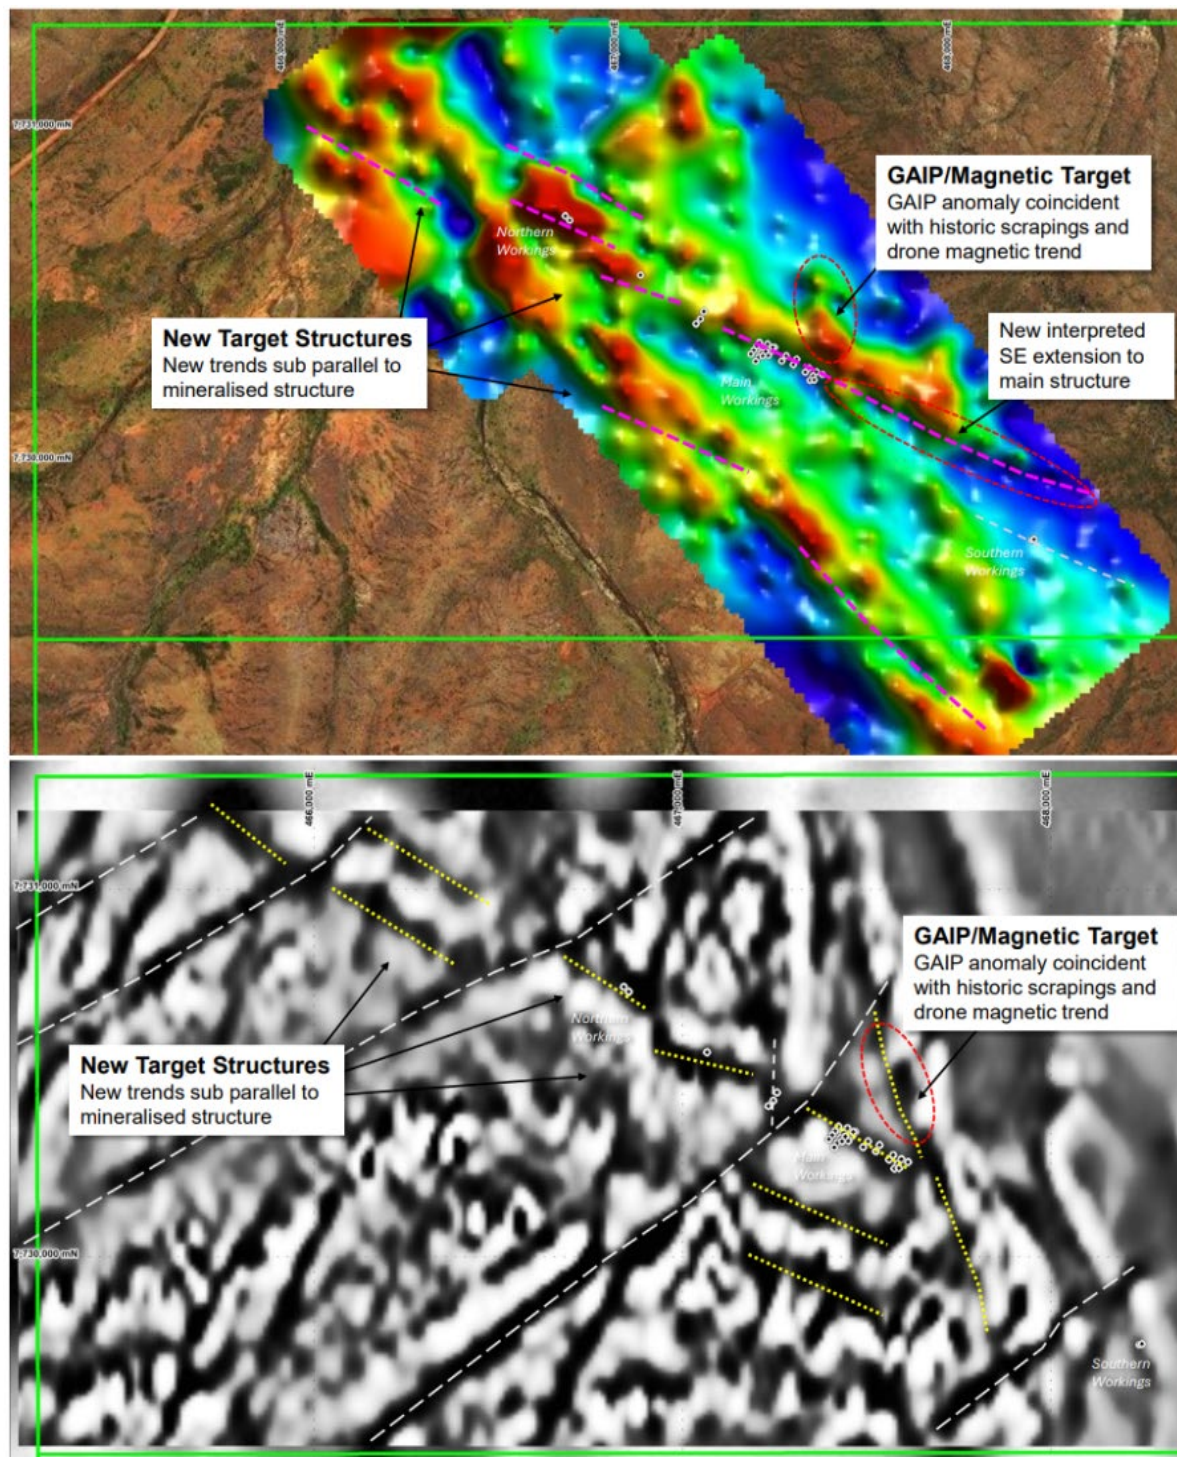 466,000 mE
467,000 mE
468,000 mE
7,731,000 mN
GAIP/Magnetic Target
GAIP anomaly coincident
with historic scrapings and
drone magnetic trend
Northern
Workings
New Target Structures
New trends sub parallel to
mineralised structure
New interpreted
SE extension to
main structure
Main
Workings
7,730,000 mN
Southern
Workings
466,000 mE
467,000 mE
468,000 mE
7,731,000 mN
GAIP/Magnetic Target
GAIP anomaly coincident
with historic scrapings and
drone magnetic trend
Northern
Workings
New Target Structures
New trends sub parallel to
mineralised structure
Main
Workings
7,730,000 mN
Southern
Workings